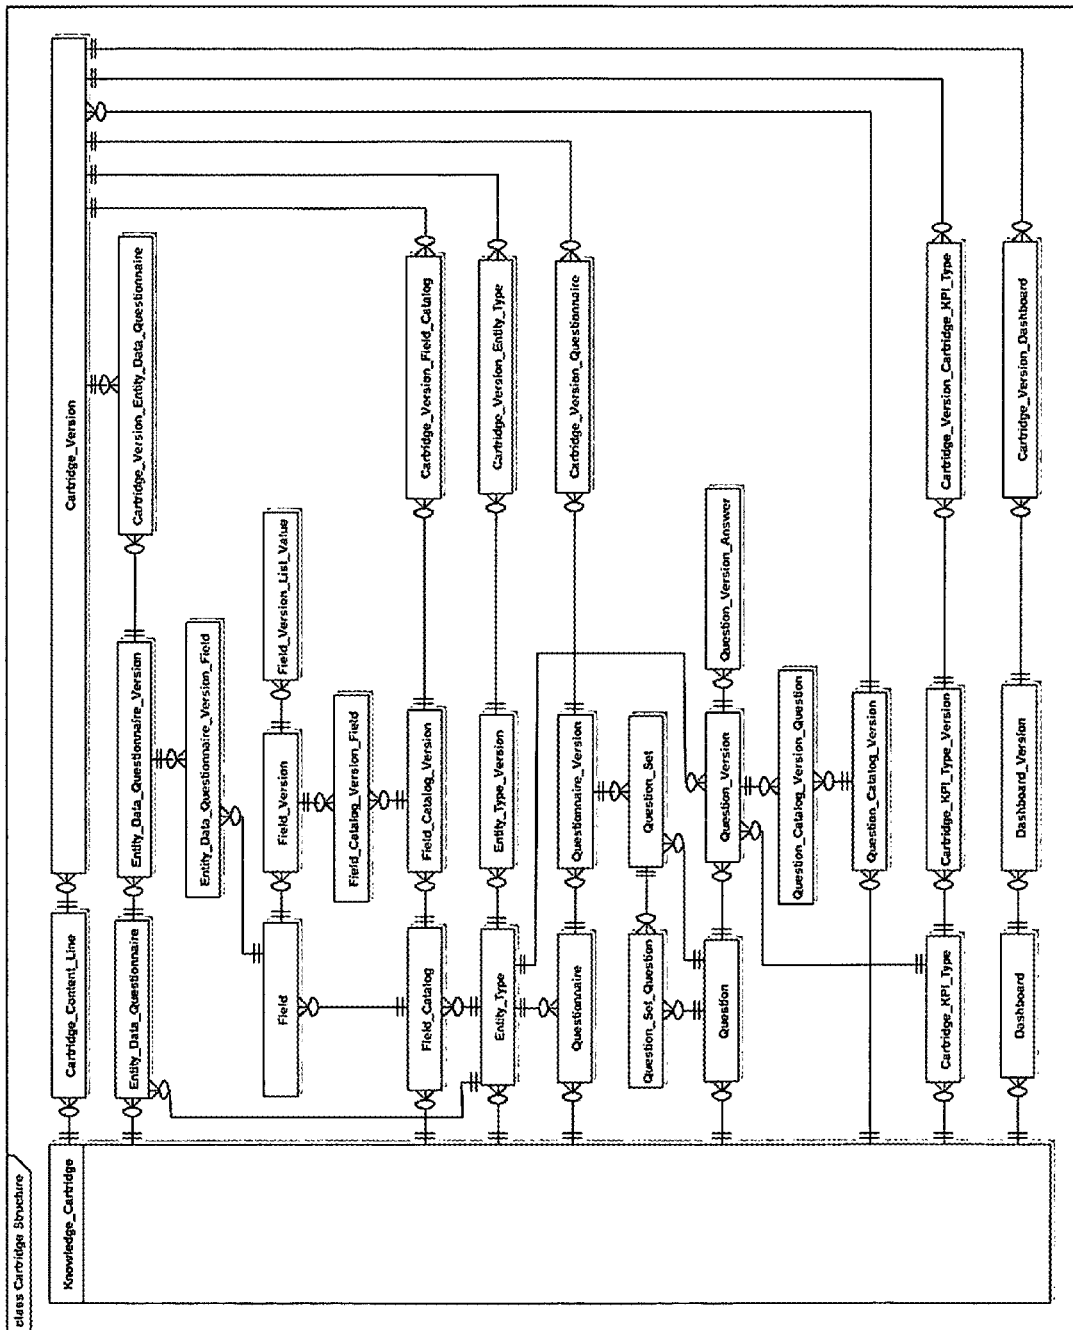 class Cartridge Structure
Knowledge_Cartridge
Cartridge_Content_Line
Cartridge_Version
Entity_Data_Questionnaire
Entity_Data_Questionnaire_Version
Cartridge_Version_Entity_Data_Questionnaire
Entity_Data_Questionnaire_Version_Field
Field
Field_Version
Field_Version_List_Value
Field_Catalog_Version_Field
Field_Catalog
Field_Catalog_Version
Cartridge_Version_Field_Catalog
Entity_Type
Entity_Type_Version
Cartridge_Version_Entity_Type
Questionnaire
Questionnaire_Version
Cartridge_Version_Questionnaire
Question_Set_Question
Question_Set
Question
Question_Version
Question_Version_Answer
Question_Catalog_Version_Question
Question_Catalog_Version
Cartridge_KPI_Type
Cartridge_KPI_Type_Version
Cartridge_Version_Cartridge_KPI_Type
Dashboard
Dashboard_Version
Cartridge_Version_Dashboard